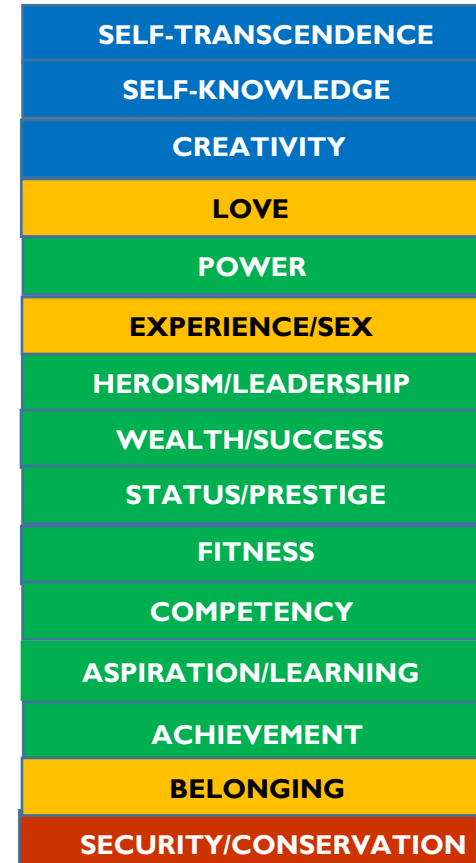 SELF-TRANSCENDENCE
SELF-KNOWLEDGE
CREATIVITY
LOVE
POWER
EXPERIENCE/SEX
HEROISM/LEADERSHIP
WEALTH/SUCCESS
STATUS/PRESTIGE
FITNESS
COMPETENCY
ASPIRATION/LEARNING
ACHIEVEMENT
BELONGING
SECURITY/CONSERVATION